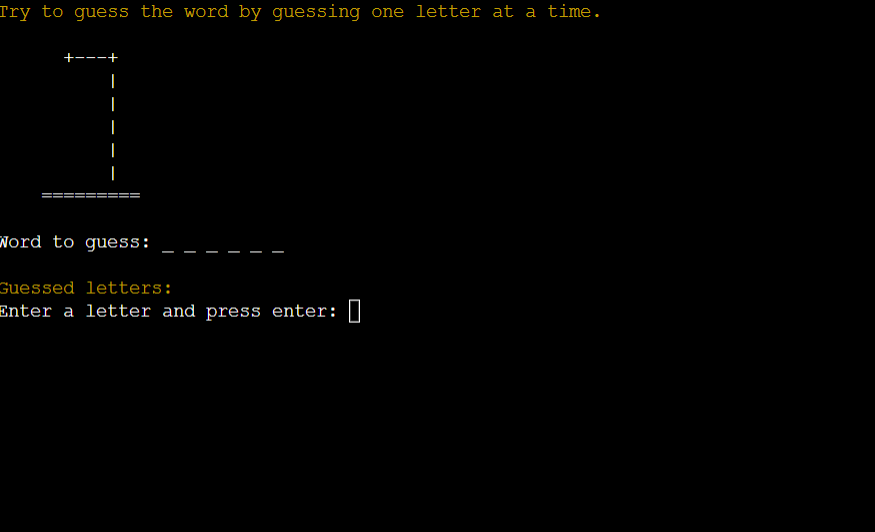 Try to guess the word by guessing one letter at a time.
+---+
|
|
|
|
|
=========
Word to guess: _ _ _ _ _ _
Guessed letters:
Enter a letter and press enter: